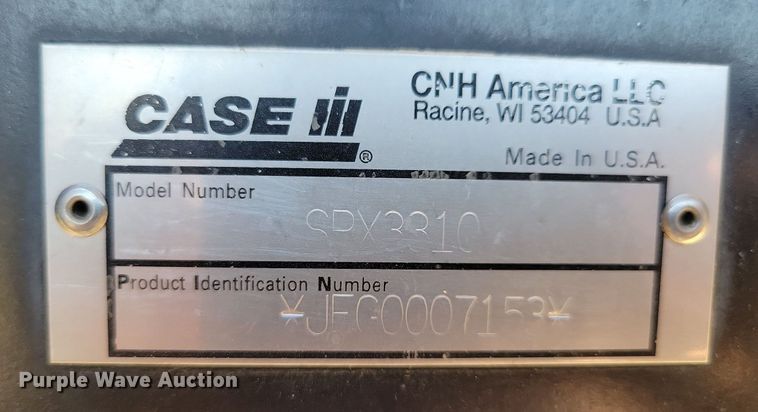 CASE IH ®
CNH America LLC
Racine, WI 53404 U.S.A
Made In U.S.A.
Model Number
SPX3310
Product Identification Number
*JFG0007153*
Purple Wave Auction